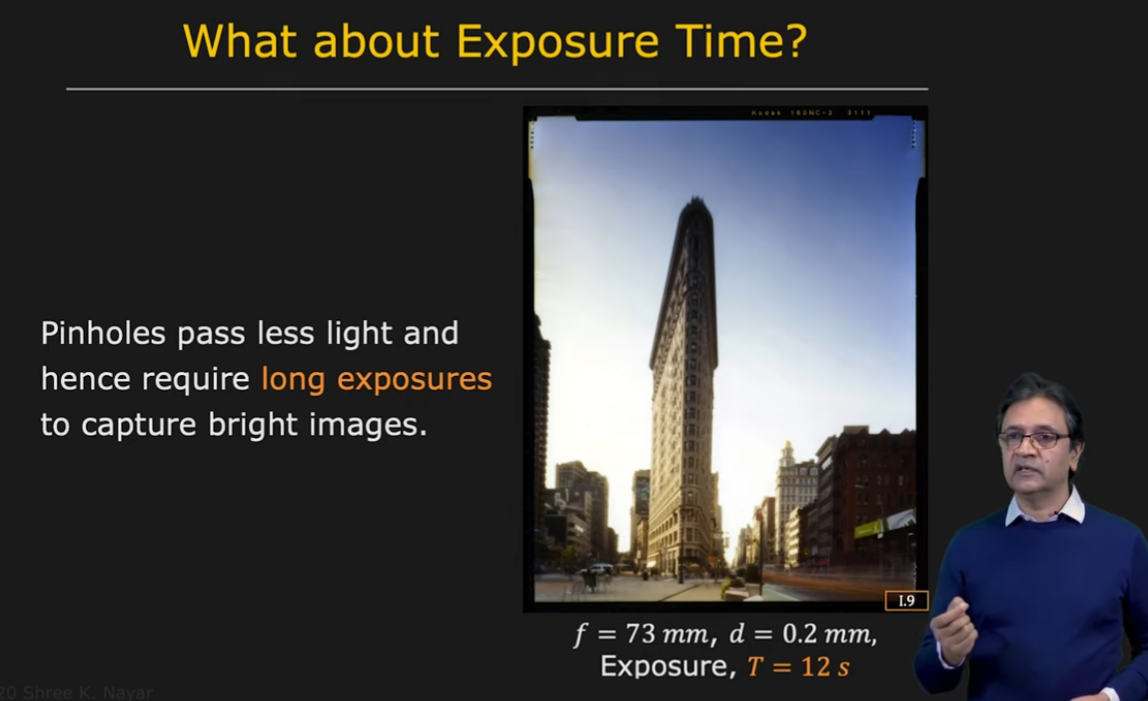 What about Exposure Time?
Kodak 160NC-2 3111
Pinholes pass less light and
hence require long exposures
to capture bright images.
I.9
f = 73 mm, d = 0.2 mm,
Exposure, T = 12 s
20 Shree K. Nayar